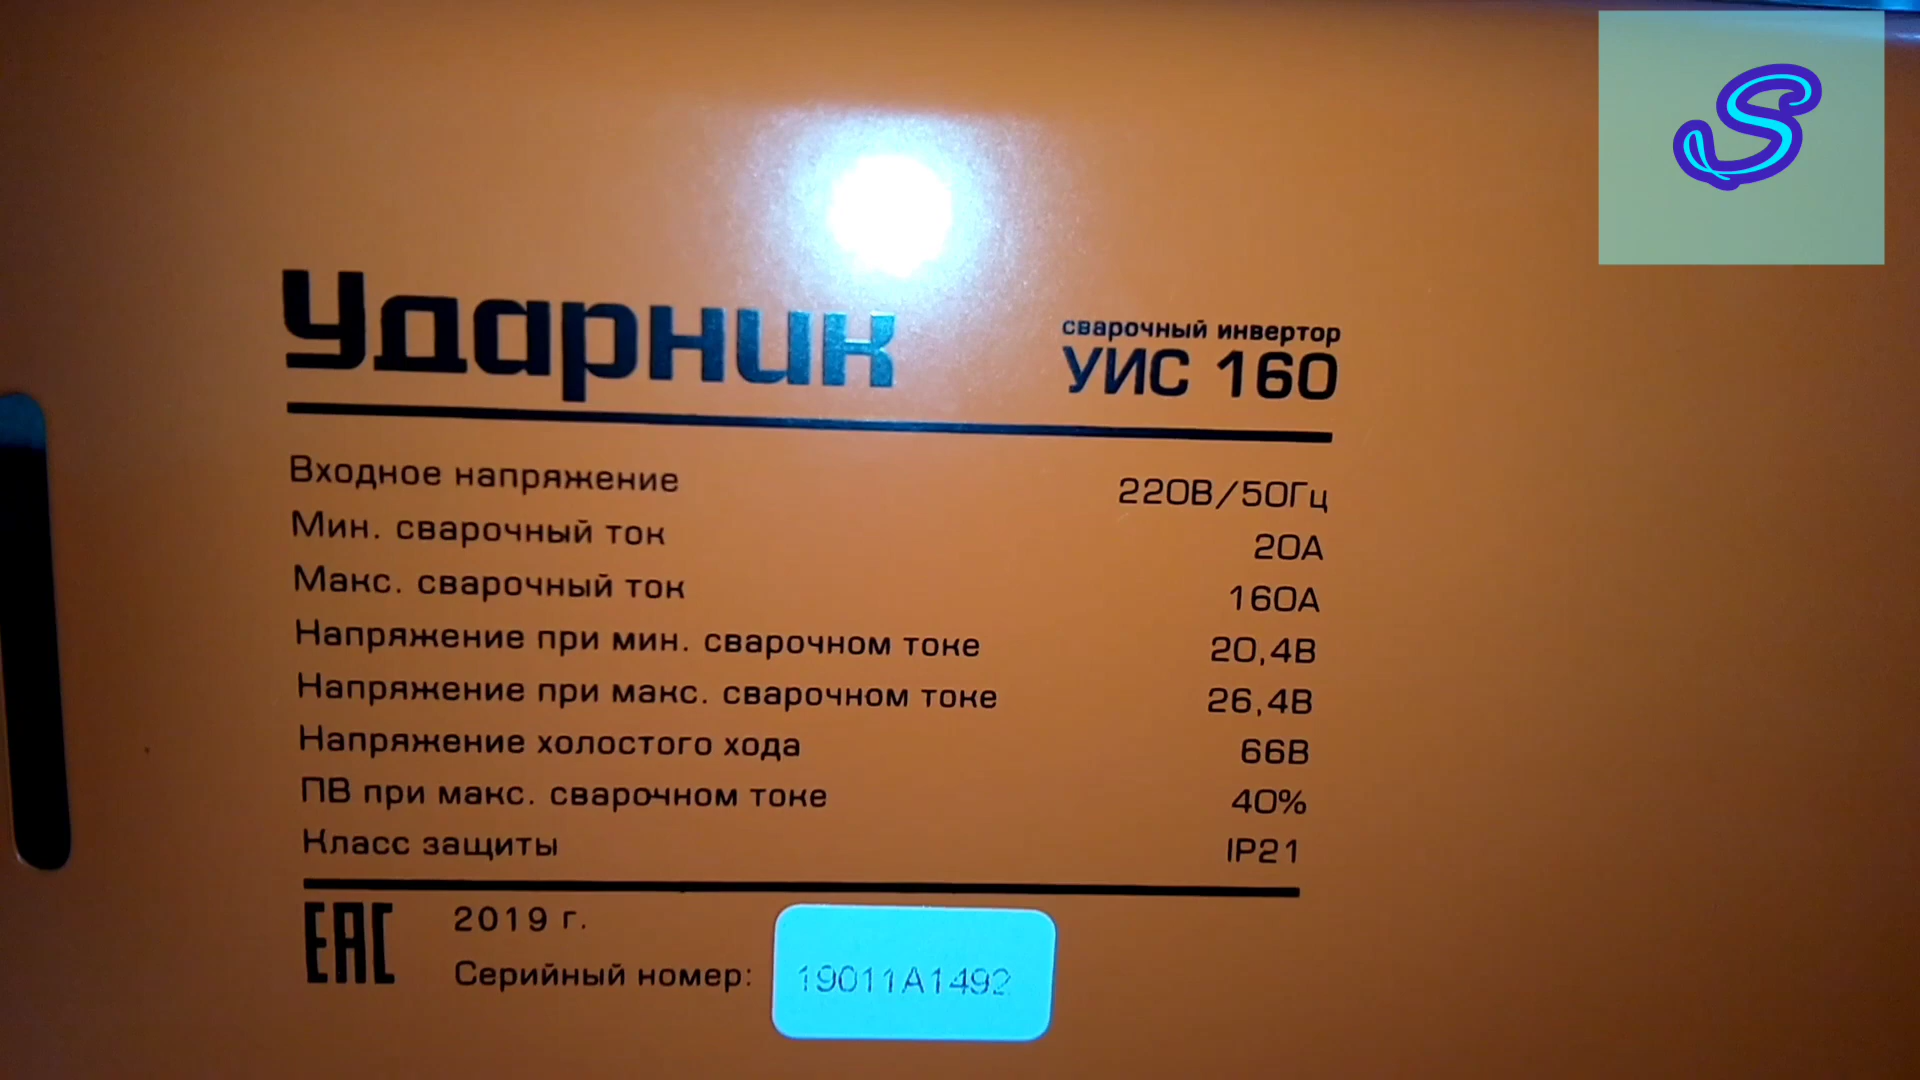 S
Ударник
сварочный инвертор
УИС 160
Входное напряжение 220В/50Гц
Мин. сварочный ток 20А
Макс. сварочный ток 160А
Напряжение при мин. сварочном токе 20,4В
Напряжение при макс. сварочном токе 26,4В
Напряжение холостого хода 66В
ПВ при макс. сварочном токе 40%
Класс защиты IP21
EAC 2019 г.
Серийный номер: 19011A1492